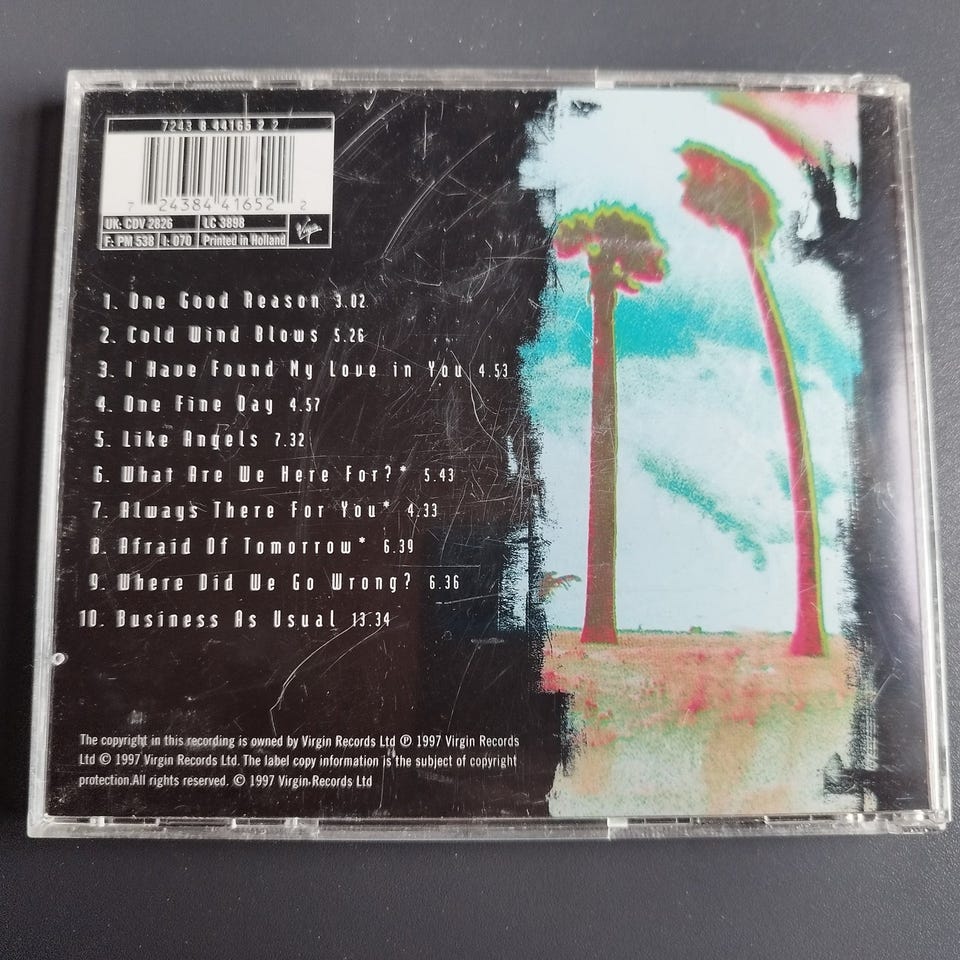 7243 8 44165 2 2
7 24384 41652 2
UK: CDV 2826 LC 3898
F: PM 538 I: 070 Printed in Holland
1. One Good Reason 3.02
2. Cold Wind Blows 5.26
3. I Have Found My Love in You 4.53
4. One Fine Day 4.57
5. Like Angels 7.32
6. What Are We Here For?* 5.43
7. Always There For You* 4.33
8. Afraid Of Tomorrow* 6.39
9. Where Did We Go Wrong? 6.36
10. Business As Usual 13.34
The copyright in this recording is owned by Virgin Records Ltd ℗ 1997 Virgin Records
Ltd © 1997 Virgin Records Ltd. The label copy information is the subject of copyright
protection.All rights reserved. © 1997 Virgin Records Ltd